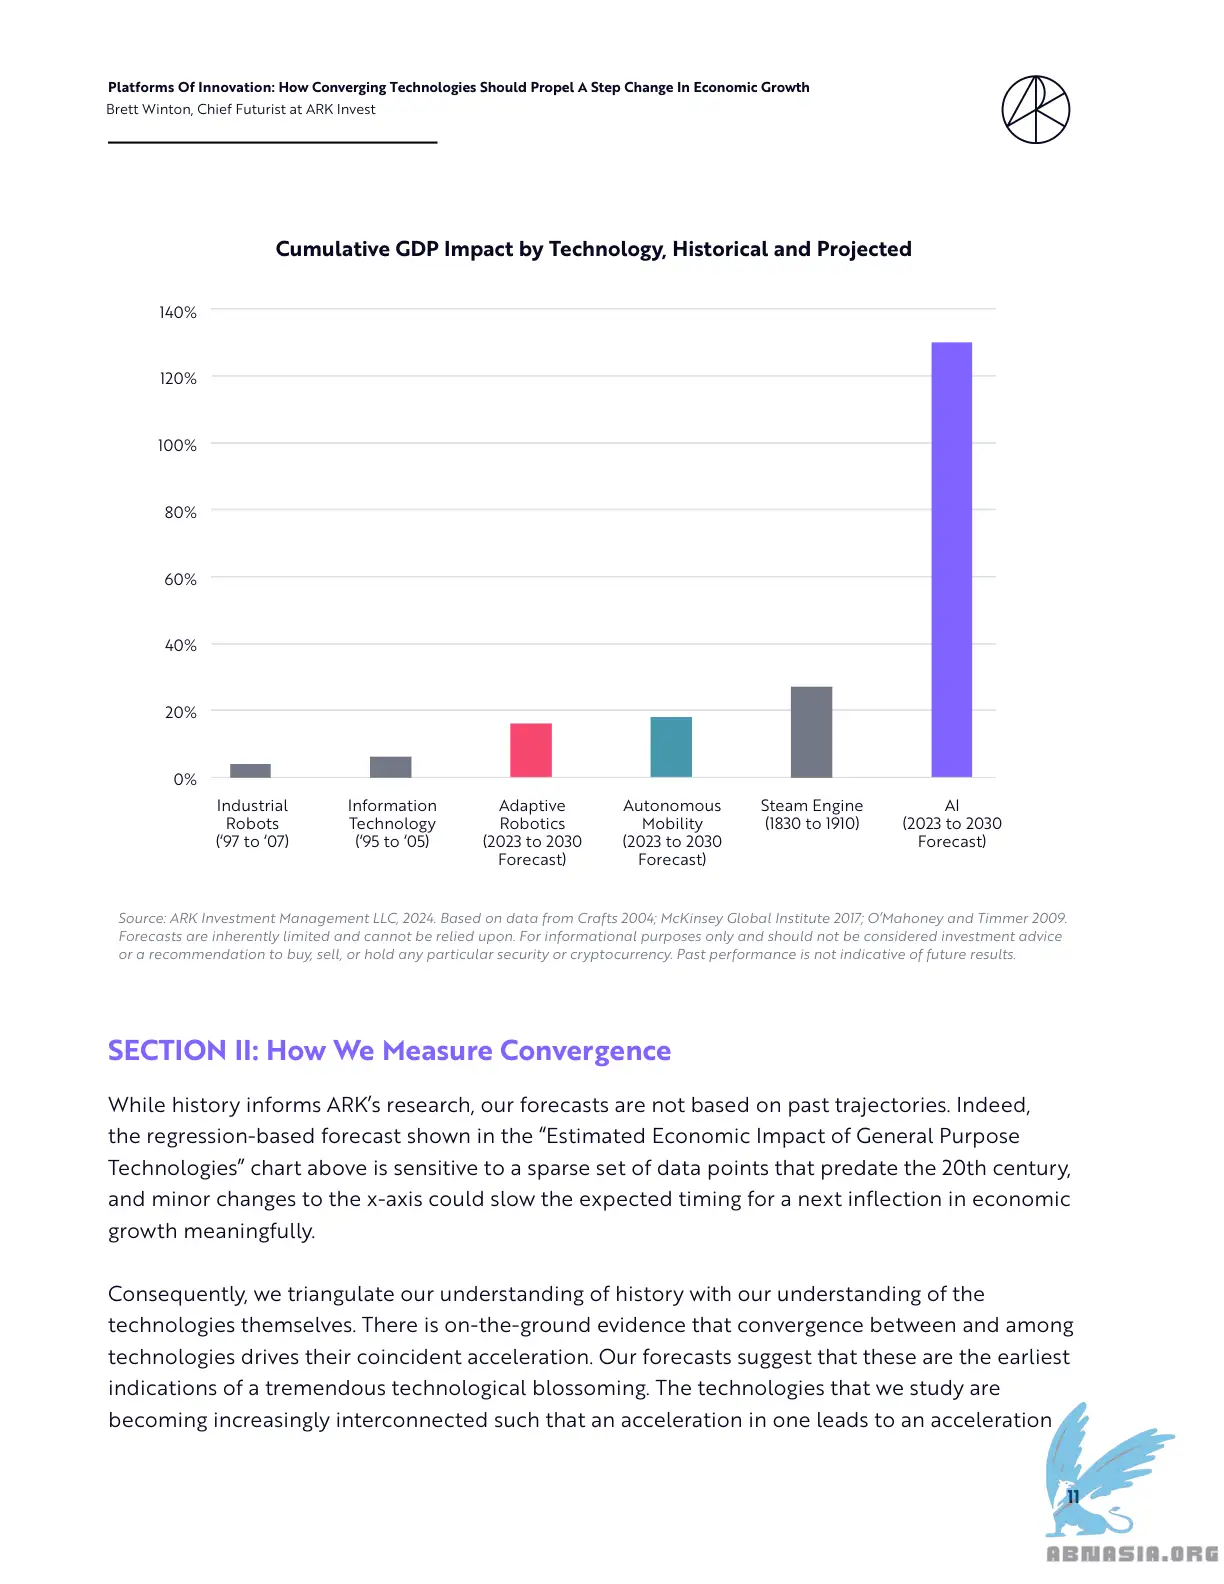 Platforms Of Innovation: How Converging Technologies Should Propel A Step Change In Economic Growth
Brett Winton, Chief Futurist at ARK Invest
Cumulative GDP Impact by Technology, Historical and Projected
140%
120%
100%
80%
60%
40%
20%
0%
Industrial
Robots
(‘97 to ‘07)
Information
Technology
(‘95 to ‘05)
Adaptive
Robotics
(2023 to 2030
Forecast)
Autonomous
Mobility
(2023 to 2030
Forecast)
Steam Engine
(1830 to 1910)
AI
(2023 to 2030
Forecast)
Source: ARK Investment Management LLC, 2024. Based on data from Crafts 2004; McKinsey Global Institute 2017; O’Mahoney and Timmer 2009.
Forecasts are inherently limited and cannot be relied upon. For informational purposes only and should not be considered investment advice
or a recommendation to buy, sell, or hold any particular security or cryptocurrency. Past performance is not indicative of future results.
SECTION II: How We Measure Convergence
While history informs ARK’s research, our forecasts are not based on past trajectories. Indeed,
the regression-based forecast shown in the “Estimated Economic Impact of General Purpose
Technologies” chart above is sensitive to a sparse set of data points that predate the 20th century,
and minor changes to the x-axis could slow the expected timing for a next inflection in economic
growth meaningfully.
Consequently, we triangulate our understanding of history with our understanding of the
technologies themselves. There is on-the-ground evidence that convergence between and among
technologies drives their coincident acceleration. Our forecasts suggest that these are the earliest
indications of a tremendous technological blossoming. The technologies that we study are
becoming increasingly interconnected such that an acceleration in one leads to an acceleration
11
ABNASIA.ORG